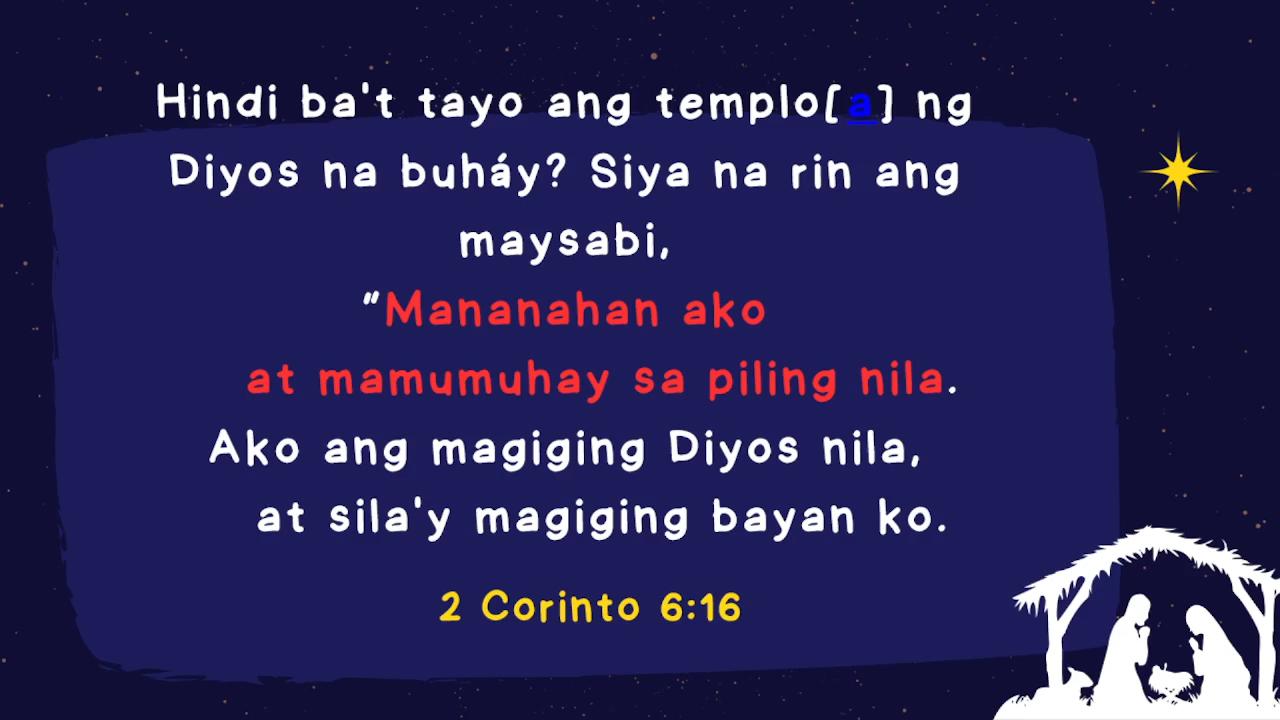 Hindi ba't tayo ang templo[a] ng
Diyos na buháy? Siya na rin ang
maysabi,
“Mananahan ako
at mamumuhay sa piling nila.
Ako ang magiging Diyos nila,
at sila'y magiging bayan ko.
2 Corinto 6:16